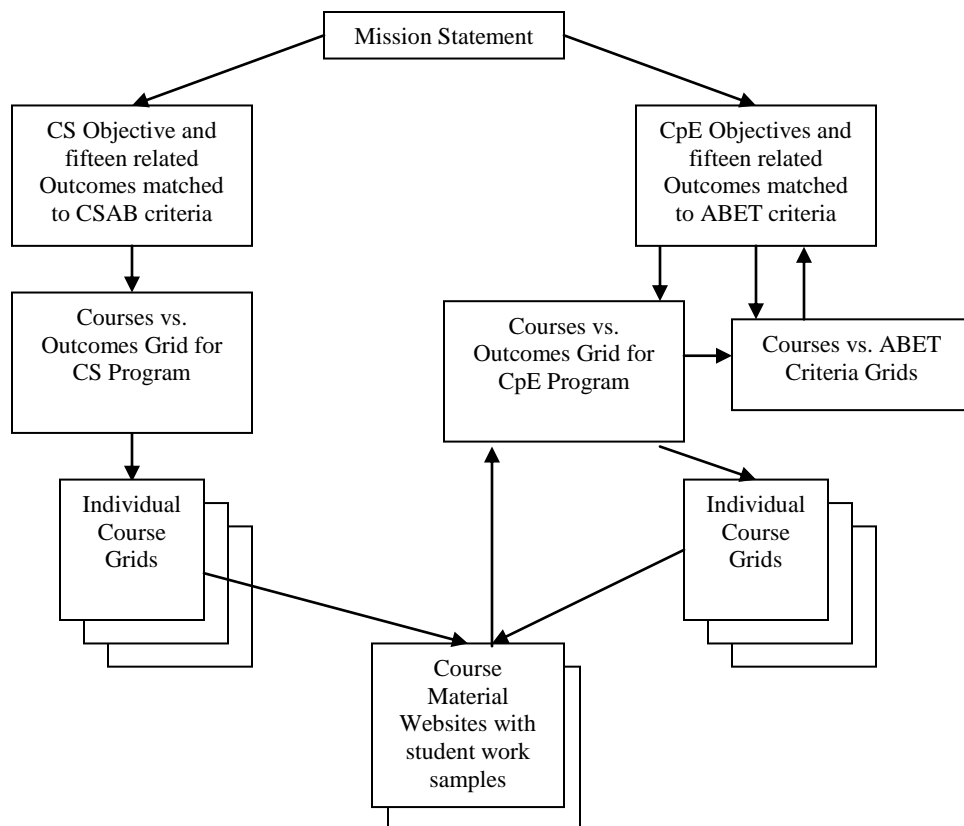 Mission Statement
CS Objective and
fifteen related
Outcomes matched
to CSAB criteria
CpE Objectives and
fifteen related
Outcomes matched
to ABET criteria
Courses vs.
Outcomes Grid for
CS Program
Courses vs.
Outcomes Grid for
CpE Program
Courses vs. ABET
Criteria Grids
Individual
Course
Grids
Individual
Course
Grids
Course
Material
Websites with
student work
samples